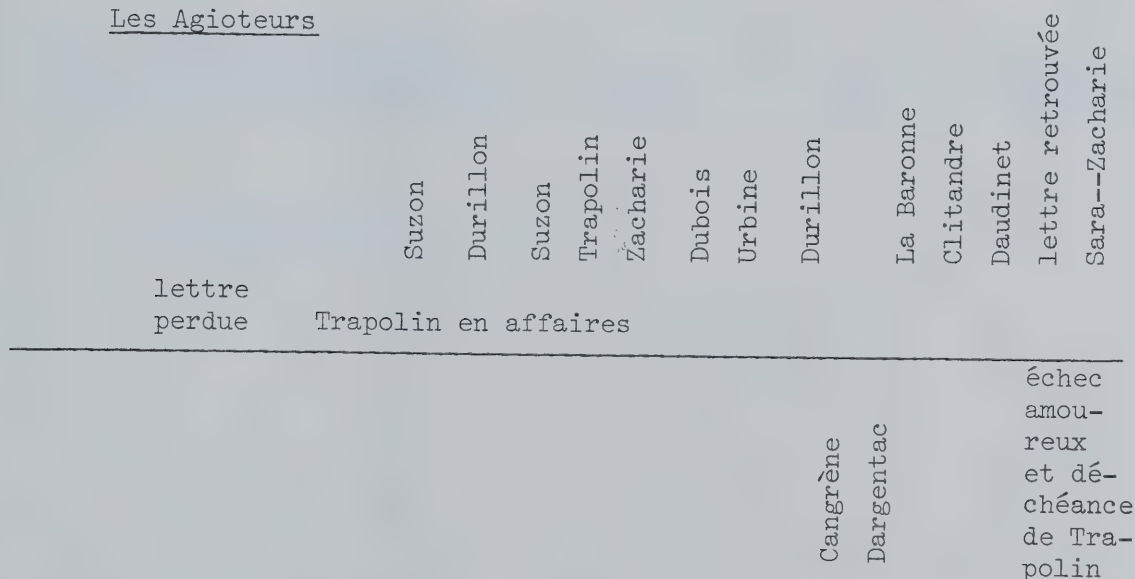 Les Agioteurs
Suzon
Durillon
Suzon
Trapolin
Zacharie
Dubois
Urbine
Durillon
La Baronne
Clitandre
Daudinet
lettre retrouvée
Sara--Zacharie
lettre
perdue
Trapolin en affaires
Cangrène
Dargentac
échec
amou-
reux
et dé-
chéance
de Tra-
polin